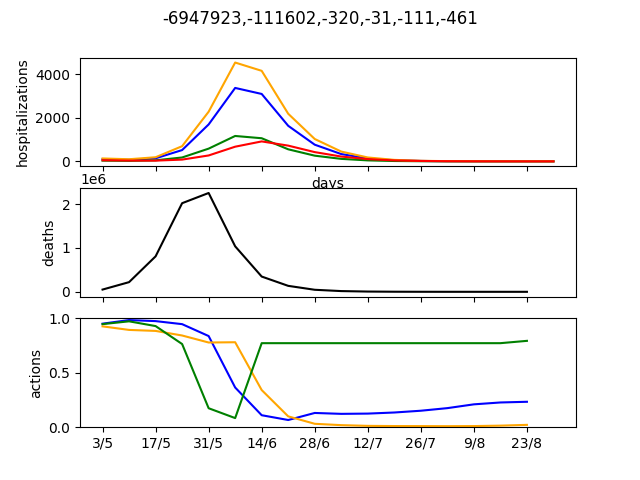 -6947923,-111602,-320,-31,-111,-461
hospitalizations
4000
2000
0
days
1e6
deaths
2
1
0
actions
1.0
0.5
0.0
3/5 17/5 31/5 14/6 28/6 12/7 26/7 9/8 23/8